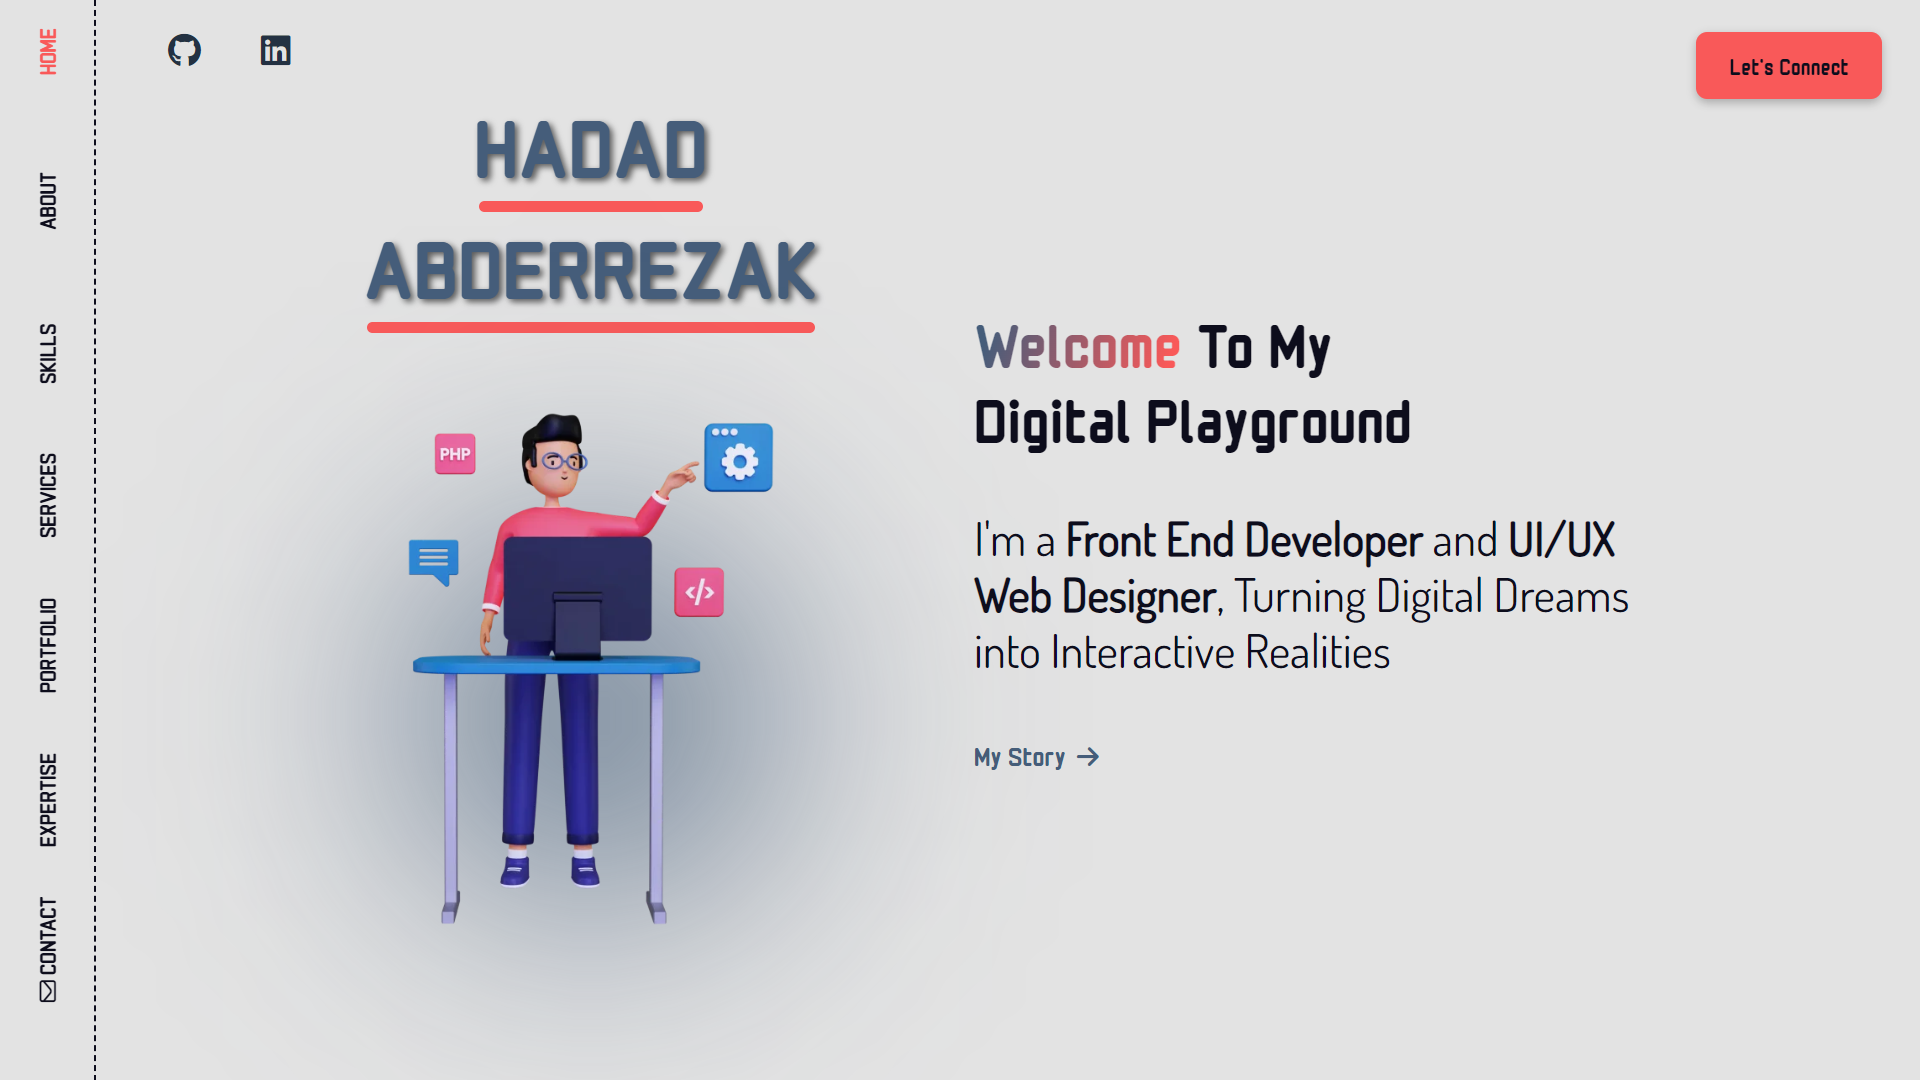 HOME
ABOUT
SKILLS
SERVICES
PORTFOLIO
EXPERTISE
CONTACT
Let's Connect
HADAD
ABDERREZAK
PHP
</>
Welcome To My
Digital Playground
I'm a Front End Developer and UI/UX
Web Designer, Turning Digital Dreams
into Interactive Realities
My Story →